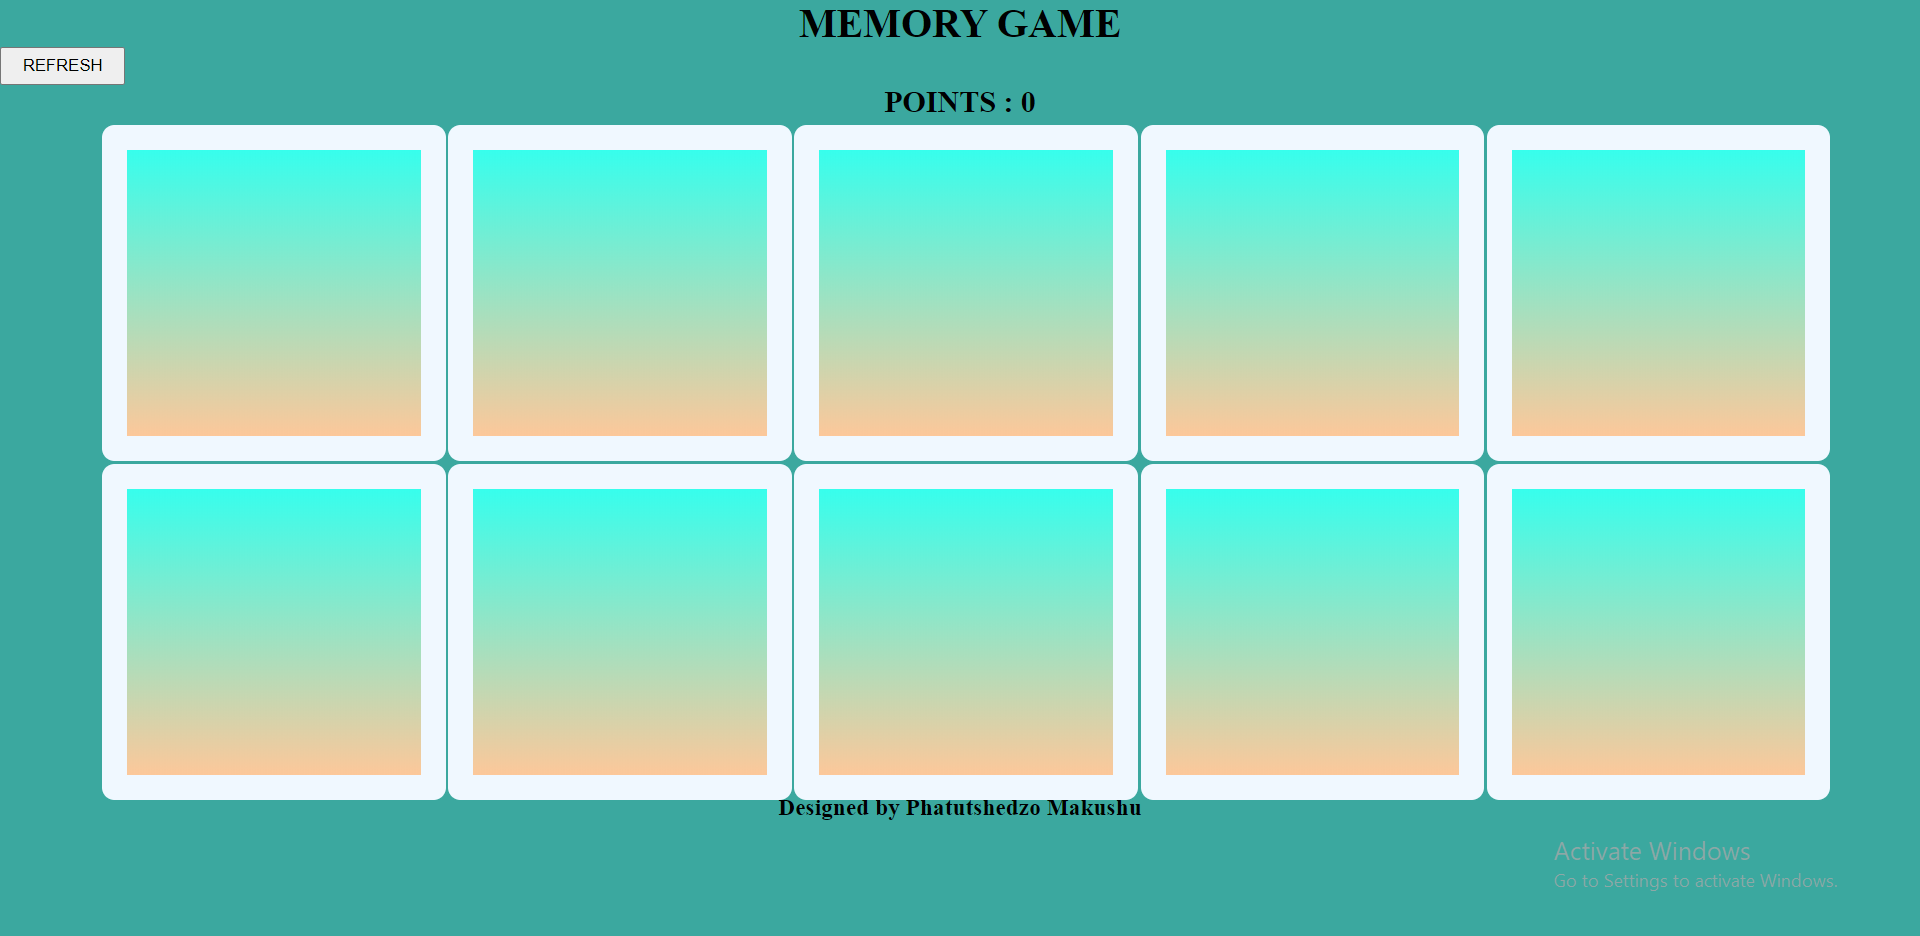 MEMORY GAME
REFRESH
POINTS : 0
Designed by Phatutshedzo Makushu
Activate Windows
Go to Settings to activate Windows.